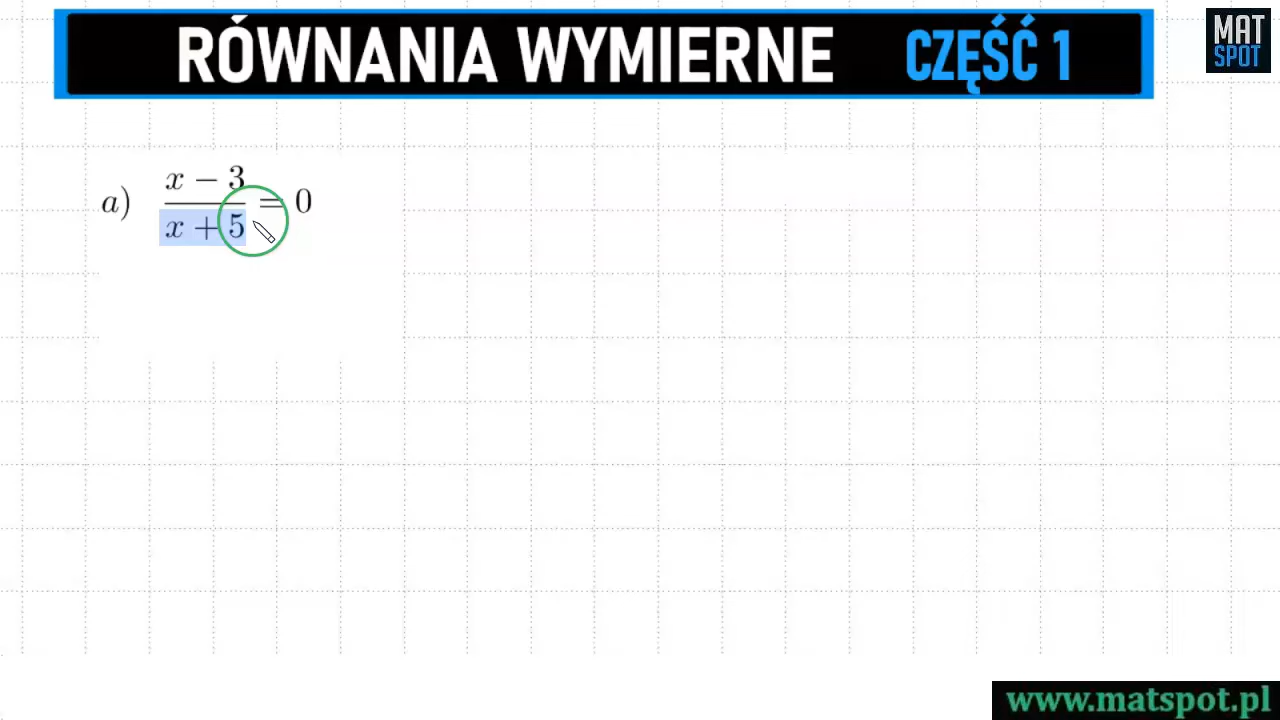 RÓWNANIA WYMIERNE CZĘŚĆ 1
MAT
SPOT
a) x − 3
x + 5 = 0
www.matspot.pl